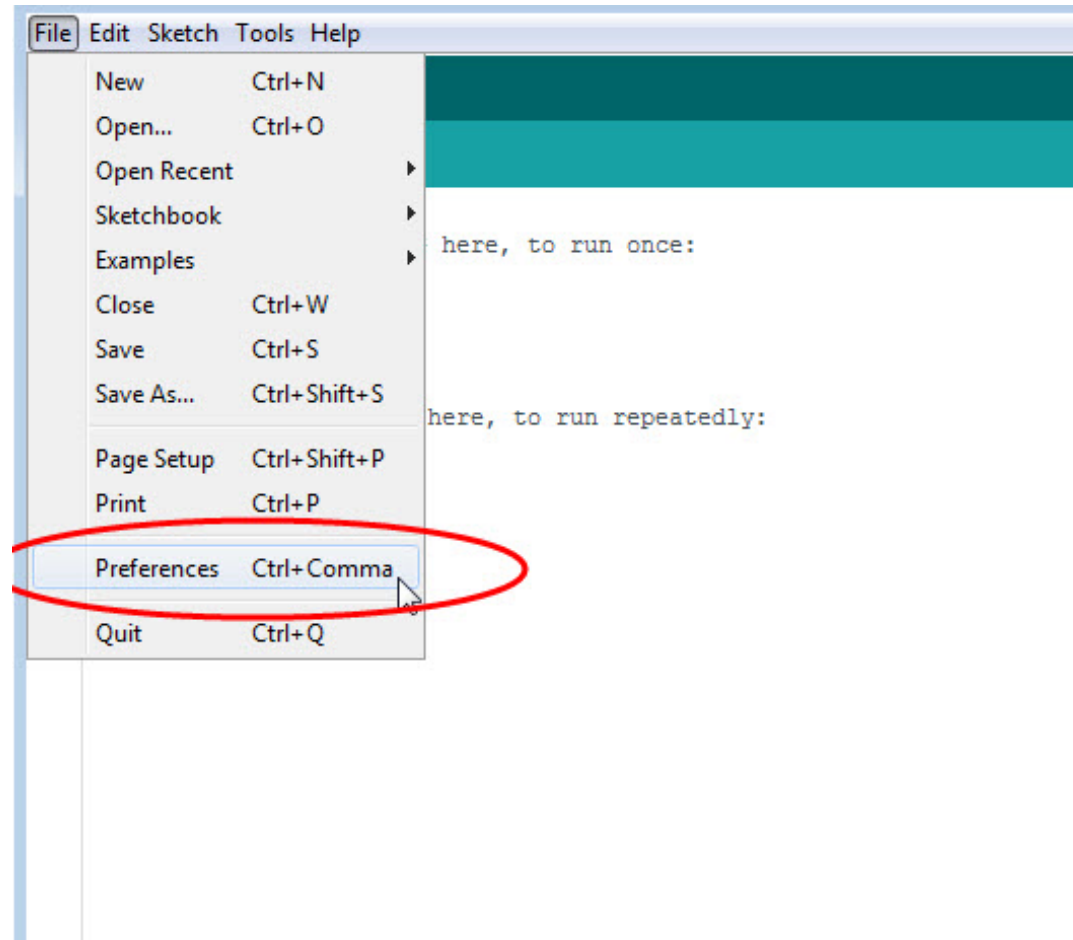 File Edit Sketch Tools Help
New Ctrl+N
Open... Ctrl+O
Open Recent
Sketchbook
Examples
Close Ctrl+W
Save Ctrl+S
Save As... Ctrl+Shift+S
Page Setup Ctrl+Shift+P
Print Ctrl+P
Preferences Ctrl+Comma
Quit Ctrl+Q
here, to run once:
here, to run repeatedly: